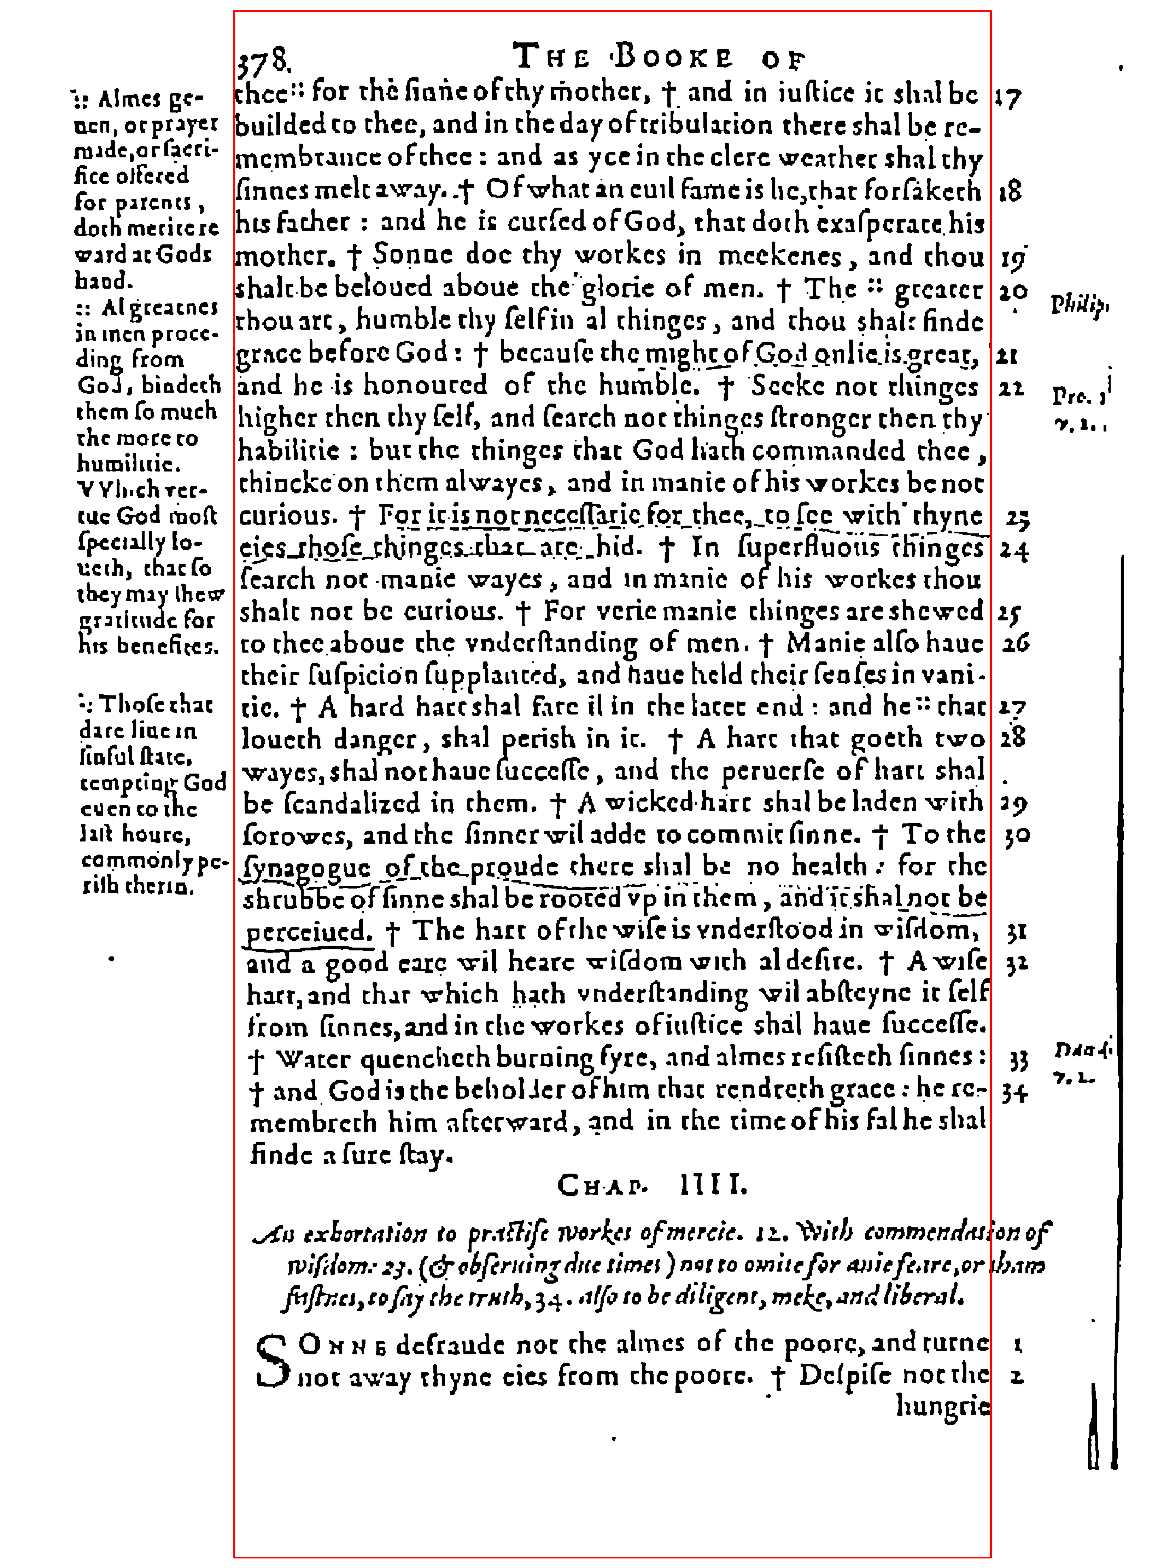 378. THE BOOKE OF
:: Almes ge-
uen, or prayer
made, or sacri-
fice offered
for parents,
doth merite re
ward at Gods
hand.
:: Al greatnes
in men procc-
ding from
God, bindeth
them so much
the more to
humilitie.
VVhich ver-
tue God most
specially lo-
ueth, that so
they may shew
gratitude for
his benefites.
:: Those that
dare liue in
sinful state,
tempting God
euen to the
last houre,
commonly pe-
rish therin.
thee :: for the sinne of thy mother, † and in iustice it shal be 17
builded to thee, and in the day of tribulation there shal be re-
membrance of thee: and as yce in the clere weather shal thy
sinnes melt away. † Of what an euil fame is he, that forsaketh 18
his father: and he is cursed of God, that doth exasperate his
mother. † Sonne doe thy workes in meekenes, and thou 19
shalt be beloued aboue the glorie of men. † The :: greater 20
thou art, humble thy self in al thinges, and thou shalt finde
grace before God: † because the might of God onlie is great, 21
and he is honoured of the humble. † Seeke not thinges 22
higher then thy self, and search not thinges stronger then thy
habilitie: but the thinges that God hath commanded thee,
thincke on them alwayes, and in manie of his workes be not
curious. † For it is not necessarie for thee, to see with thyne 23
eies those thinges that are hid. † In superfluous thinges 24
search not manie wayes, and in manie of his workes thou
shalt not be curious. † For verie manie thinges are shewed 25
to thee aboue the vnderstanding of men. † Manie also haue 26
their suspicion supplanted, and haue held their senses in vani-
tie. † A hard hart shal fare il in the later end: and he :: that 27
loueth danger, shal perish in it. † A hart that goeth two 28
wayes, shal not haue successe, and the peruerse of hart shal
be scandalized in them. † A wicked hart shal be laden with 29
sorowes, and the sinner wil adde to commit sinne. † To the 30
synagogue of the proude there shal be no health: for the
shrubbe of sinne shal be rooted vp in them, and it shal not be
perceiued. † The hart of the wise is vnderstood in wisdom, 31
and a good eare wil heare wisdom with al desire. † A wise 32
hart, and that which hath vnderstanding wil absteyne it self
from sinnes, and in the workes of iustice shal haue successe.
† Water quencheth burning fyre, and almes resisteth sinnes: 33
† and God is the beholder of him that rendreth grace: he re- 34
membreth him afterward, and in the time of his fal he shal
finde a sure stay.
Philip.
Pro.
v. 2.
v. 2.
CHAP. IIII.
An exhortation to practise workes of mercie. 12. With commendation of
wisdom: 23. (& obseruing due times) not to omite for anie feare, or sham
fastnes, to say the truth, 34. also to be diligent, meke, and liberal.
SONNE defraude not the almes of the poore, and turne 1
not away thyne eies from the poore. † Despise not the 2
hungrie